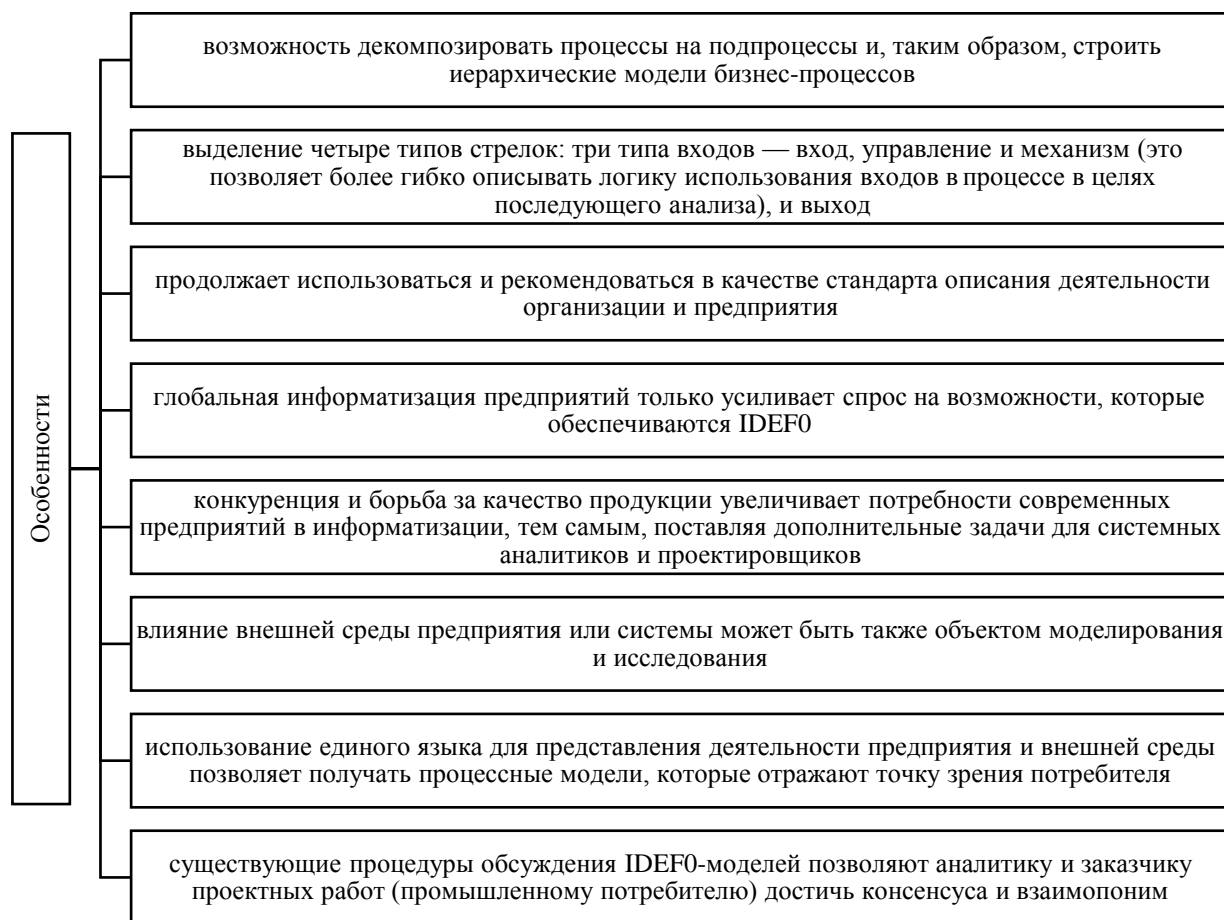 Особенности
возможность декомпозировать процессы на подпроцессы и, таким образом, строить
иерархические модели бизнес-процессов
выделение четыре типов стрелок: три типа входов — вход, управление и механизм (это
позволяет более гибко описывать логику использования входов в процессе в целях
последующего анализа), и выход
продолжает использоваться и рекомендоваться в качестве стандарта описания деятельности
организации и предприятия
глобальная информатизация предприятий только усиливает спрос на возможности, которые
обеспечиваются IDEF0
конкуренция и борьба за качество продукции увеличивает потребности современных
предприятий в информатизации, тем самым, поставляя дополнительные задачи для системных
аналитиков и проектировщиков
влияние внешней среды предприятия или системы может быть также объектом моделирования
и исследования
использование единого языка для представления деятельности предприятия и внешней среды
позволяет получать процессные модели, которые отражают точку зрения потребителя
существующие процедуры обсуждения IDEF0-моделей позволяют аналитику и заказчику
проектных работ (промышленному потребителю) достичь консенсуса и взаимопоним